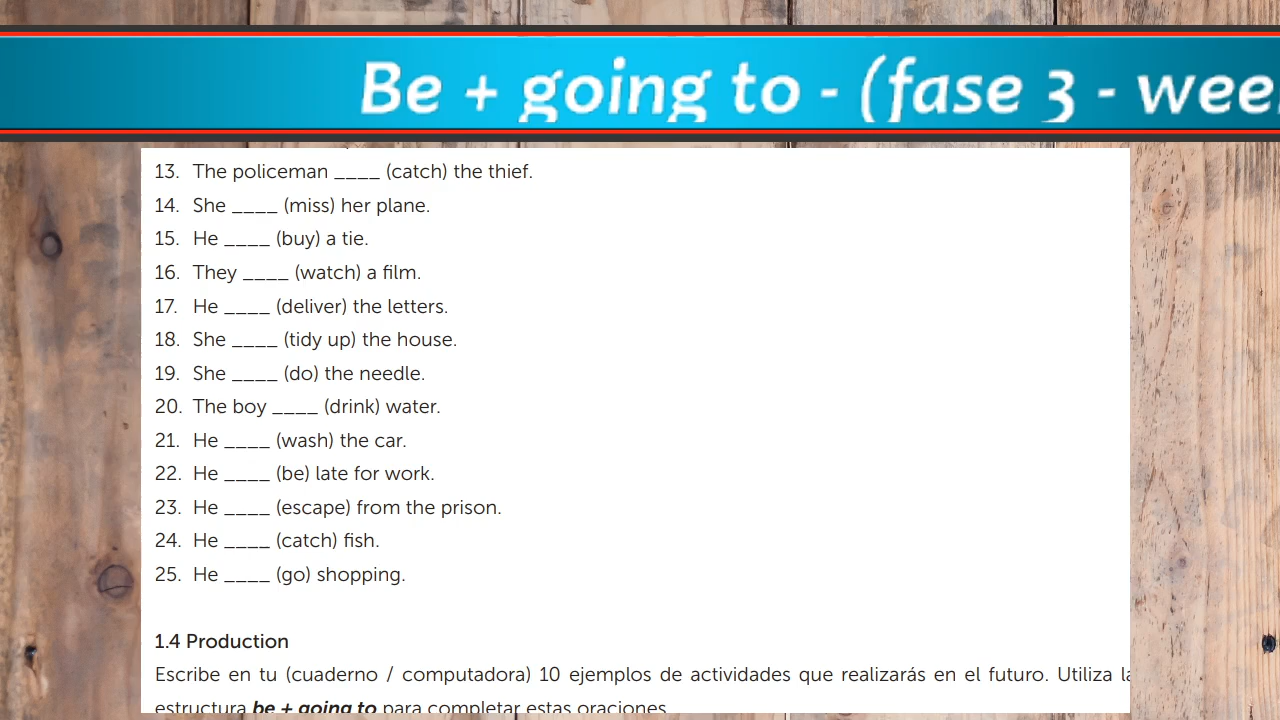 Be + going to - (fase 3 - wee
13. The policeman ____ (catch) the thief.
14. She ____ (miss) her plane.
15. He ____ (buy) a tie.
16. They ____ (watch) a film.
17. He ____ (deliver) the letters.
18. She ____ (tidy up) the house.
19. She ____ (do) the needle.
20. The boy ____ (drink) water.
21. He ____ (wash) the car.
22. He ____ (be) late for work.
23. He ____ (escape) from the prison.
24. He ____ (catch) fish.
25. He ____ (go) shopping.
1.4 Production
Escribe en tu (cuaderno / computadora) 10 ejemplos de actividades que realizarás en el futuro. Utiliza la
estructura be + going to para completar estas oraciones